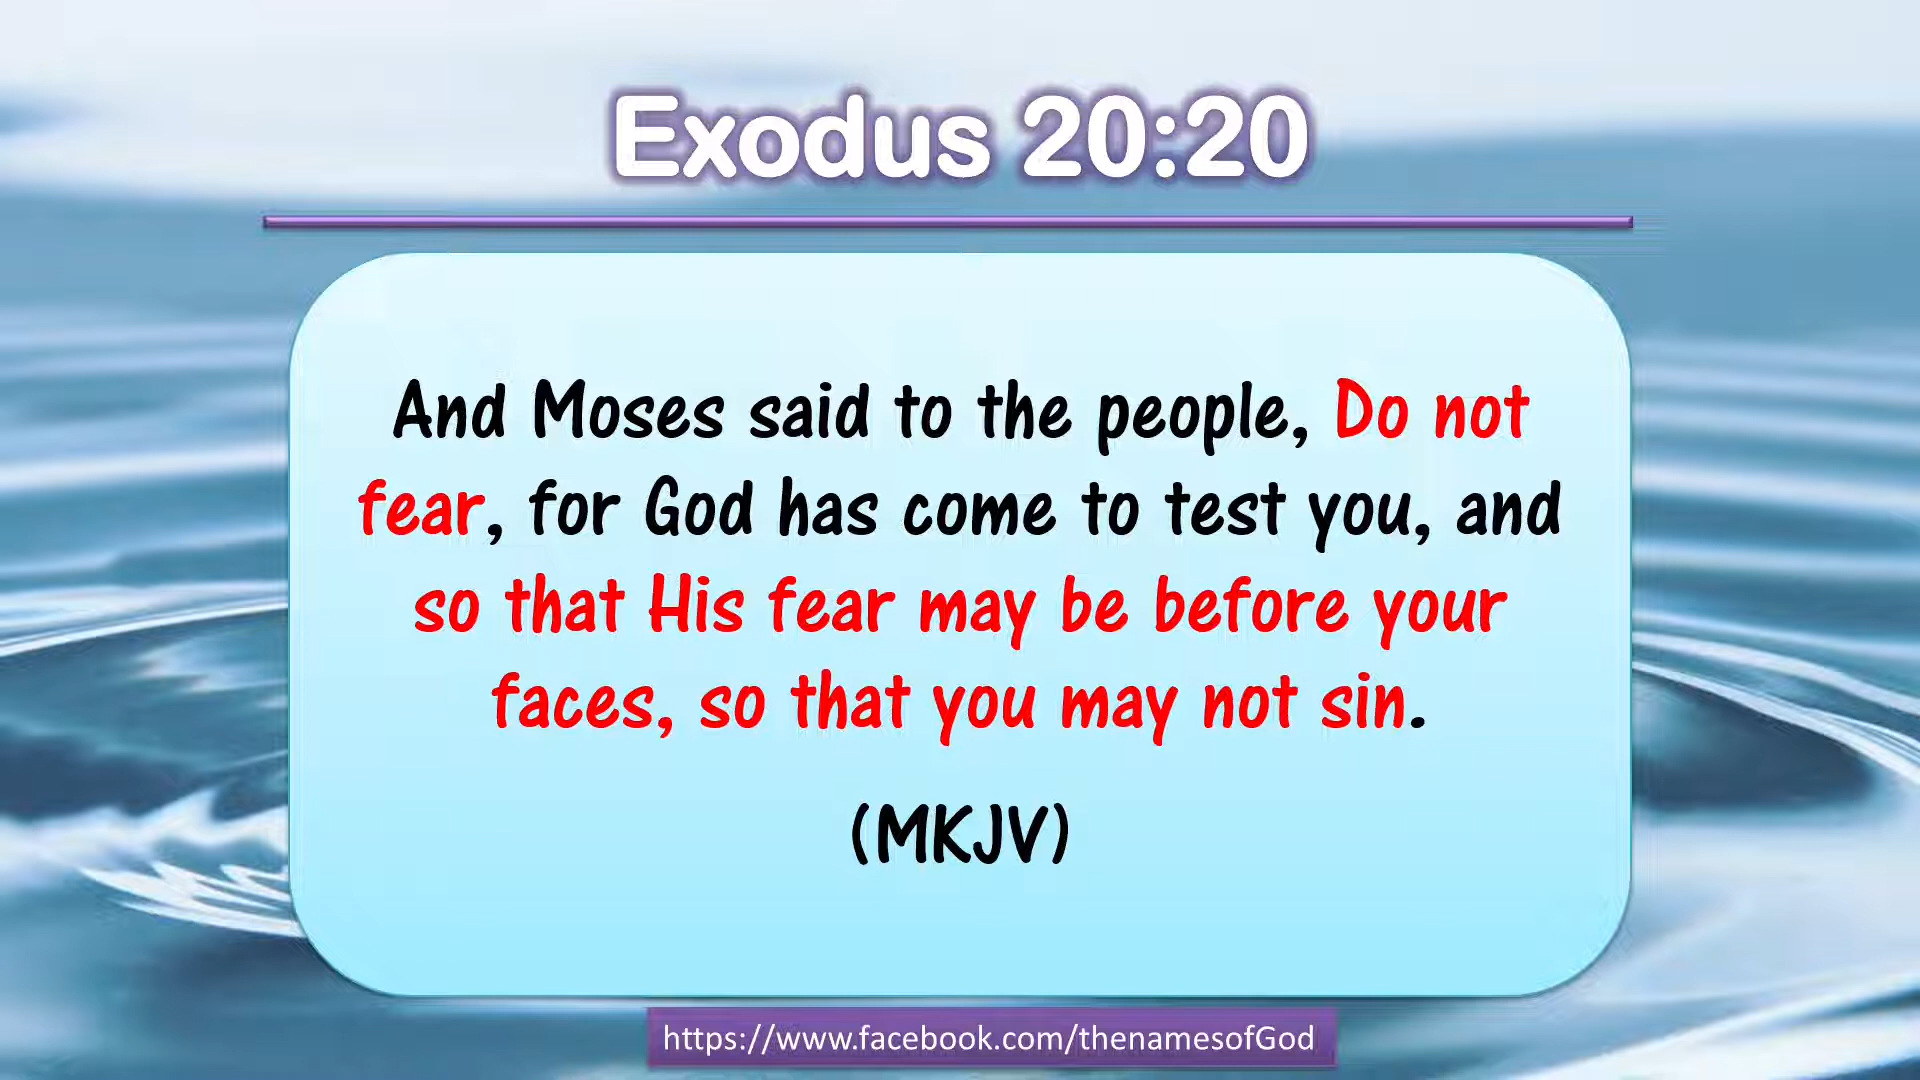 Exodus 20:20
And Moses said to the people, Do not
fear, for God has come to test you, and
so that His fear may be before your
faces, so that you may not sin.
(MKJV)
https://www.facebook.com/thenamesofGod